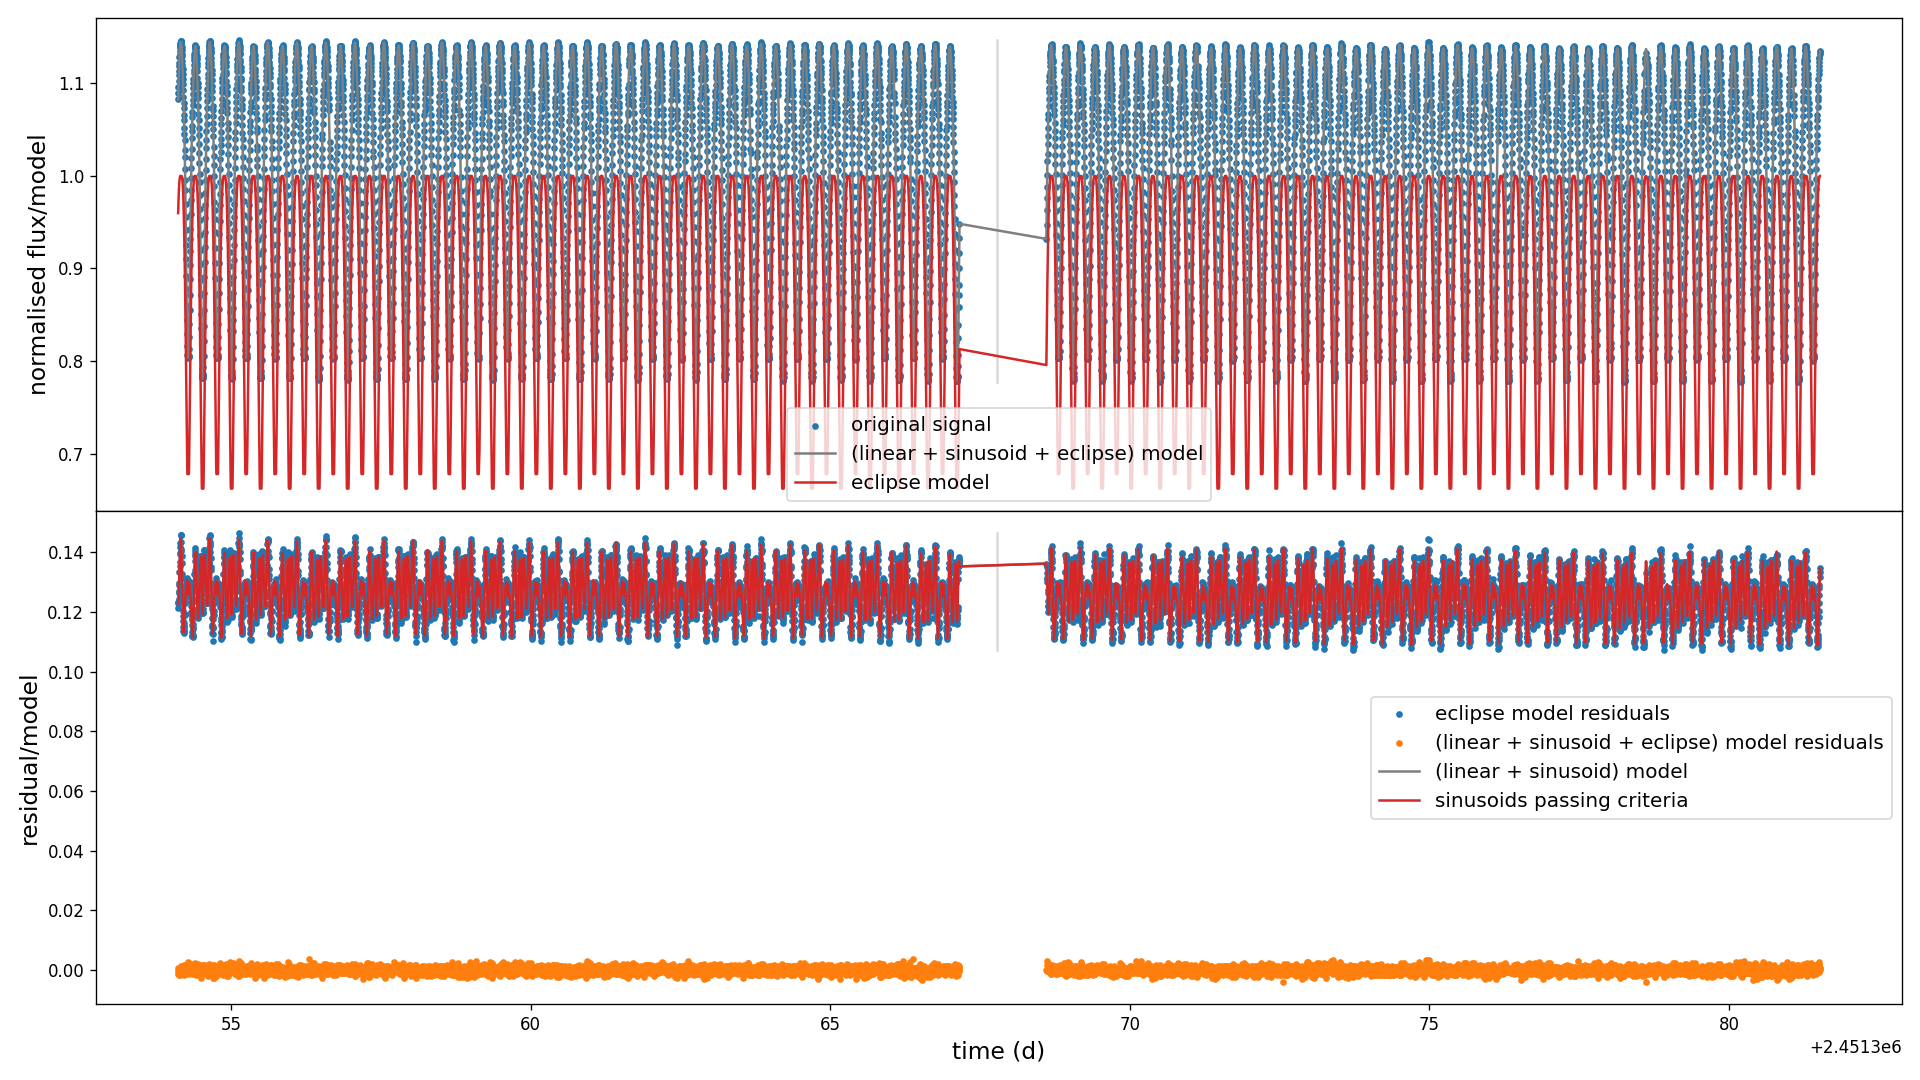 normalised flux/model
1.1
1.0
0.9
0.8
0.7
original signal
(linear + sinusoid + eclipse) model
eclipse model
residual/model
0.14
0.12
0.10
0.08
0.06
0.04
0.02
0.00
eclipse model residuals
(linear + sinusoid + eclipse) model residuals
(linear + sinusoid) model
sinusoids passing criteria
55
60
65
70
75
80
time (d)
+2.4513e6